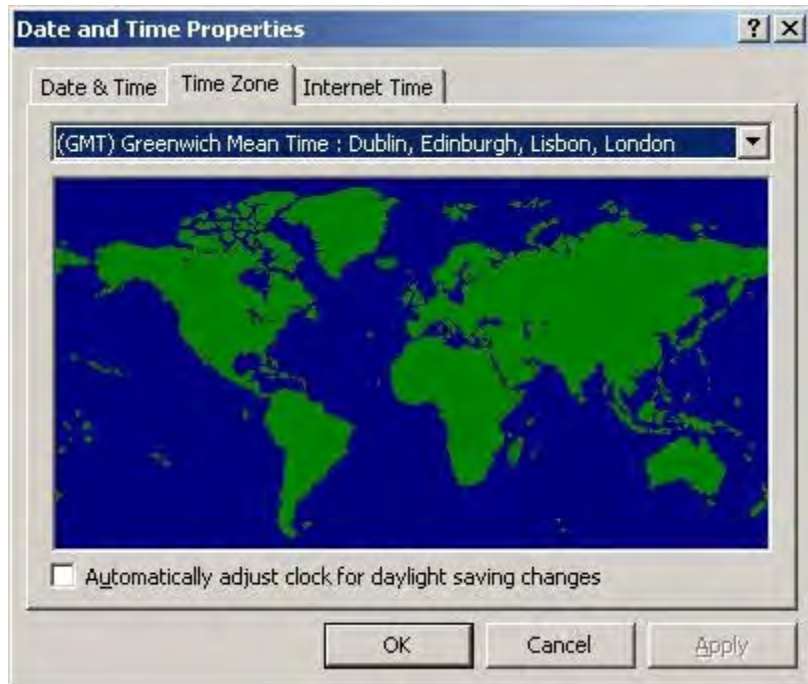 Date and Time Properties
Date & Time
Time Zone
Internet Time
(GMT) Greenwich Mean Time : Dublin, Edinburgh, Lisbon, London
Automatically adjust clock for daylight saving changes
OK
Cancel
Apply